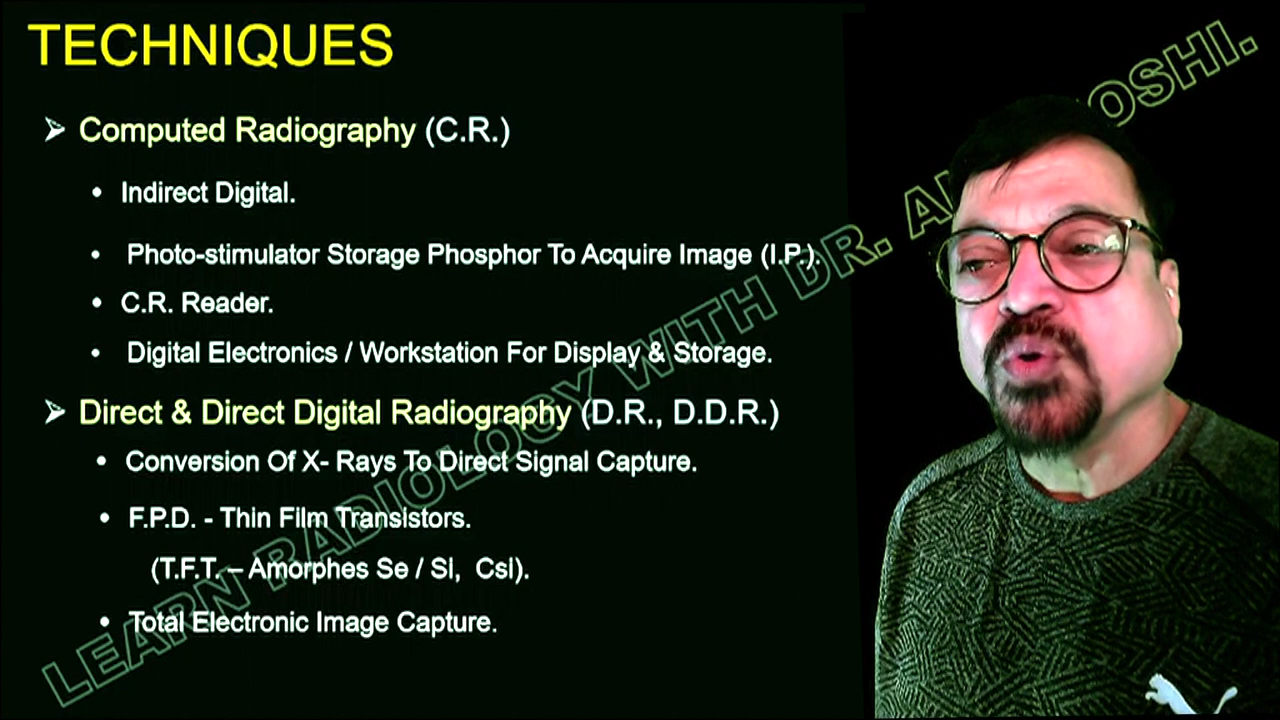 TECHNIQUES
➢ Computed Radiography (C.R.)
• Indirect Digital.
• Photo-stimulator Storage Phosphor To Acquire Image (I.P.).
• C.R. Reader.
• Digital Electronics / Workstation For Display & Storage.
➢ Direct & Direct Digital Radiography (D.R., D.D.R.)
• Conversion Of X- Rays To Direct Signal Capture.
• F.P.D. - Thin Film Transistors.
(T.F.T. – Amorphes Se / Si, Csi).
• Total Electronic Image Capture.
LEARN RADIOLOGY WITH DR.